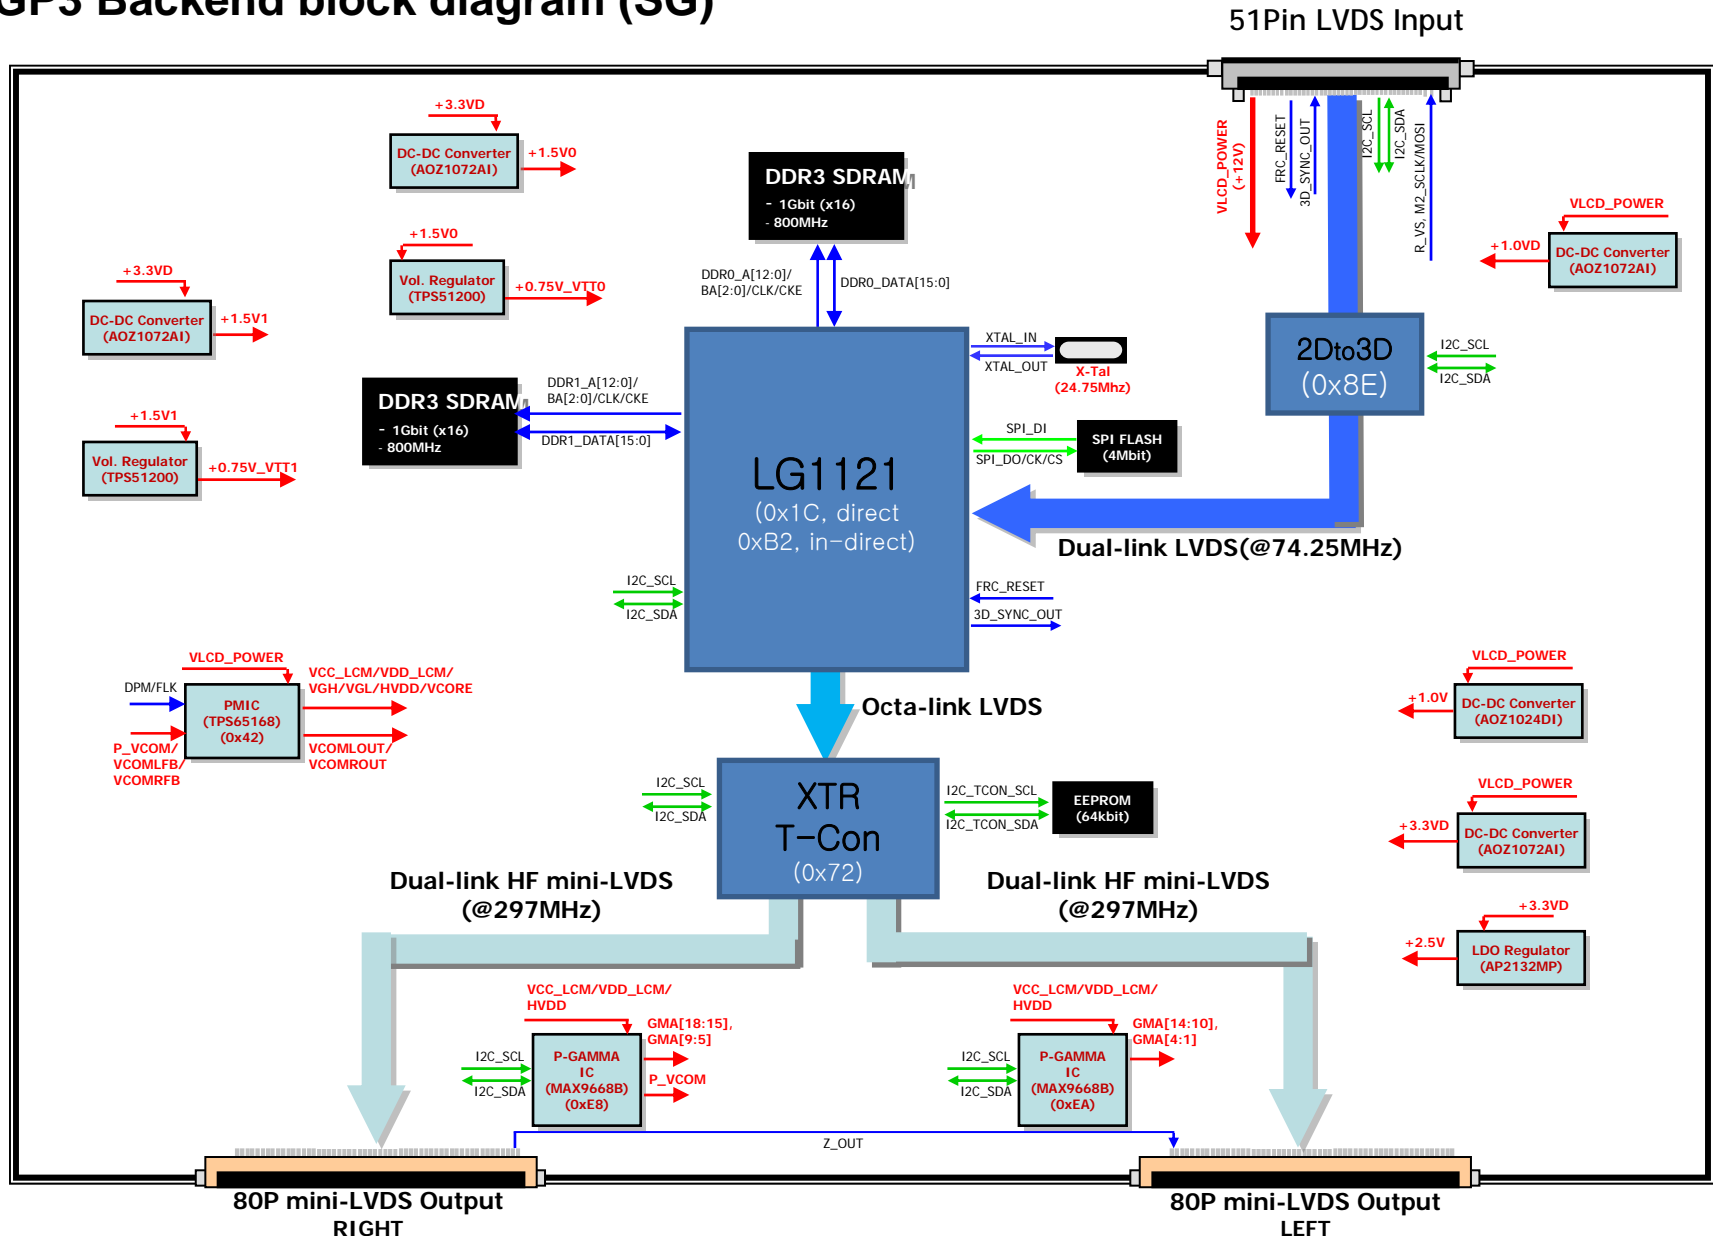 GP3 Backend block diagram (SG)
51Pin LVDS Input
+3.3VD
DC-DC Converter
(AOZ1072AI)
+1.5V0
+1.5V0
Vol. Regulator
(TPS51200)
+0.75V_VTT0
+3.3VD
DC-DC Converter
(AOZ1072AI)
+1.5V1
+1.5V1
Vol. Regulator
(TPS51200)
+0.75V_VTT1
DDR3 SDRAM
- 1Gbit (x16)
- 800MHz
DDR0_A[12:0]/
BA[2:0]/CLK/CKE
DDR0_DATA[15:0]
DDR3 SDRAM
- 1Gbit (x16)
- 800MHz
DDR1_A[12:0]/
BA[2:0]/CLK/CKE
DDR1_DATA[15:0]
VLCD_POWER
(+12V)
FRC_RESET
3D_SYNC_OUT
I2C_SCL
I2C_SDA
R_VS, M2_SCLK/MOSI
VLCD_POWER
+1.0VD
DC-DC Converter
(AOZ1072AI)
2Dto3D
(0x8E)
I2C_SCL
I2C_SDA
XTAL_IN
XTAL_OUT
X-Tal
(24.75Mhz)
SPI_DI
SPI_DO/CK/CS
SPI FLASH
(4Mbit)
LG1121
(0x1C, direct
0xB2, in-direct)
Dual-link LVDS(@74.25MHz)
I2C_SCL
I2C_SDA
FRC_RESET
3D_SYNC_OUT
VLCD_POWER
DPM/FLK
PMIC
(TPS65168)
(0x42)
VCC_LCM/VDD_LCM/
VGH/VGL/HVDD/VCORE
P_VCOM/
VCOMLFB/
VCOMRFB
VCOMLOUT/
VCOMROUT
Octa-link LVDS
VLCD_POWER
+1.0V
DC-DC Converter
(AOZ1024DI)
I2C_SCL
I2C_SDA
XTR
T-Con
(0x72)
I2C_TCON_SCL
I2C_TCON_SDA
EEPROM
(64kbit)
VLCD_POWER
+3.3VD
DC-DC Converter
(AOZ1072AI)
Dual-link HF mini-LVDS
(@297MHz)
Dual-link HF mini-LVDS
(@297MHz)
+3.3VD
+2.5V
LDO Regulator
(AP2132MP)
VCC_LCM/VDD_LCM/
HVDD
GMA[18:15],
GMA[9:5]
I2C_SCL
I2C_SDA
P-GAMMA
IC
(MAX9668B)
(0xE8)
P_VCOM
VCC_LCM/VDD_LCM/
HVDD
GMA[14:10],
GMA[4:1]
I2C_SCL
I2C_SDA
P-GAMMA
IC
(MAX9668B)
(0xEA)
Z_OUT
80P mini-LVDS Output
RIGHT
80P mini-LVDS Output
LEFT